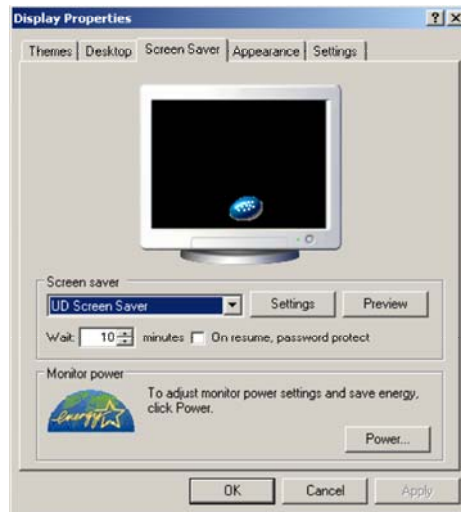 Display Properties
Themes Desktop Screen Saver Appearance Settings
Screen saver
UD Screen Saver Settings Preview
Wait: 10 minutes On resume, password protect
Monitor power
To adjust monitor power settings and save energy,
click Power.
energy
Power...
OK Cancel Apply